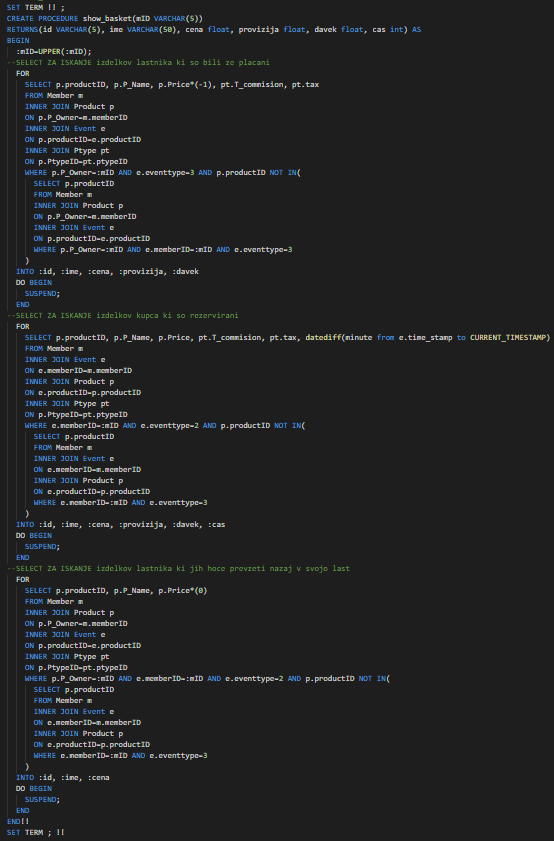 SET TERM !! ;
CREATE PROCEDURE show_basket(mID VARCHAR(5))
RETURNS(id VARCHAR(5), ime VARCHAR(50), cena float, provizija float, davek float, cas int) AS
BEGIN
  :mID=UPPER(:mID);
--SELECT ZA ISKANJE izdelkov lastnika ki so bili ze placani
  FOR
    SELECT p.productID, p.P_Name, p.Price*(-1), pt.T_commision, pt.tax
    FROM Member m
    INNER JOIN Product p
    ON p.P_Owner=m.memberID
    INNER JOIN Event e
    ON p.productID=e.productID
    INNER JOIN Ptype pt
    ON p.PtypeID=pt.ptypeID
    WHERE p.P_Owner=:mID AND e.eventtype=3 AND p.productID NOT IN(
      SELECT p.productID
      FROM Member m
      INNER JOIN Product p
      ON p.P_Owner=m.memberID
      INNER JOIN Event e
      ON p.productID=e.productID
      WHERE p.P_Owner=:mID AND e.memberID=:mID AND e.eventtype=3
    )
  INTO :id, :ime, :cena, :provizija, :davek
  DO BEGIN
    SUSPEND;
  END
--SELECT ZA ISKANJE izdelkov kupca ki so rezervirani
  FOR
    SELECT p.productID, p.P_Name, p.Price, pt.T_commision, pt.tax, datediff(minute from e.time_stamp to CURRENT_TIMESTAMP)
    FROM Member m
    INNER JOIN Event e
    ON e.memberID=m.memberID
    INNER JOIN Product p
    ON e.productID=p.productID
    INNER JOIN Ptype pt
    ON p.PtypeID=pt.ptypeID
    WHERE e.memberID=:mID AND e.eventtype=2 AND p.productID NOT IN(
      SELECT p.productID
      FROM Member m
      INNER JOIN Event e
      ON e.memberID=m.memberID
      INNER JOIN Product p
      ON e.productID=p.productID
      WHERE e.memberID=:mID AND e.eventtype=3
    )
  INTO :id, :ime, :cena, :provizija, :davek, :cas
  DO BEGIN
    SUSPEND;
  END
--SELECT ZA ISKANJE izdelkov lastnika ki jih hoce prevzeti nazaj v svojo last
  FOR
    SELECT p.productID, p.P_Name, p.Price*(0)
    FROM Member m
    INNER JOIN Product p
    ON p.P_Owner=m.memberID
    INNER JOIN Event e
    ON p.productID=e.productID
    INNER JOIN Ptype pt
    ON p.PtypeID=pt.ptypeID
    WHERE p.P_Owner=:mID AND e.memberID=:mID AND e.eventtype=2 AND p.productID NOT IN(
      SELECT p.productID
      FROM Member m
      INNER JOIN Event e
      ON e.memberID=m.memberID
      INNER JOIN Product p
      ON e.productID=p.productID
      WHERE e.memberID=:mID AND e.eventtype=3
    )
  INTO :id, :ime, :cena
  DO BEGIN
    SUSPEND;
  END
END!!
SET TERM ; !!